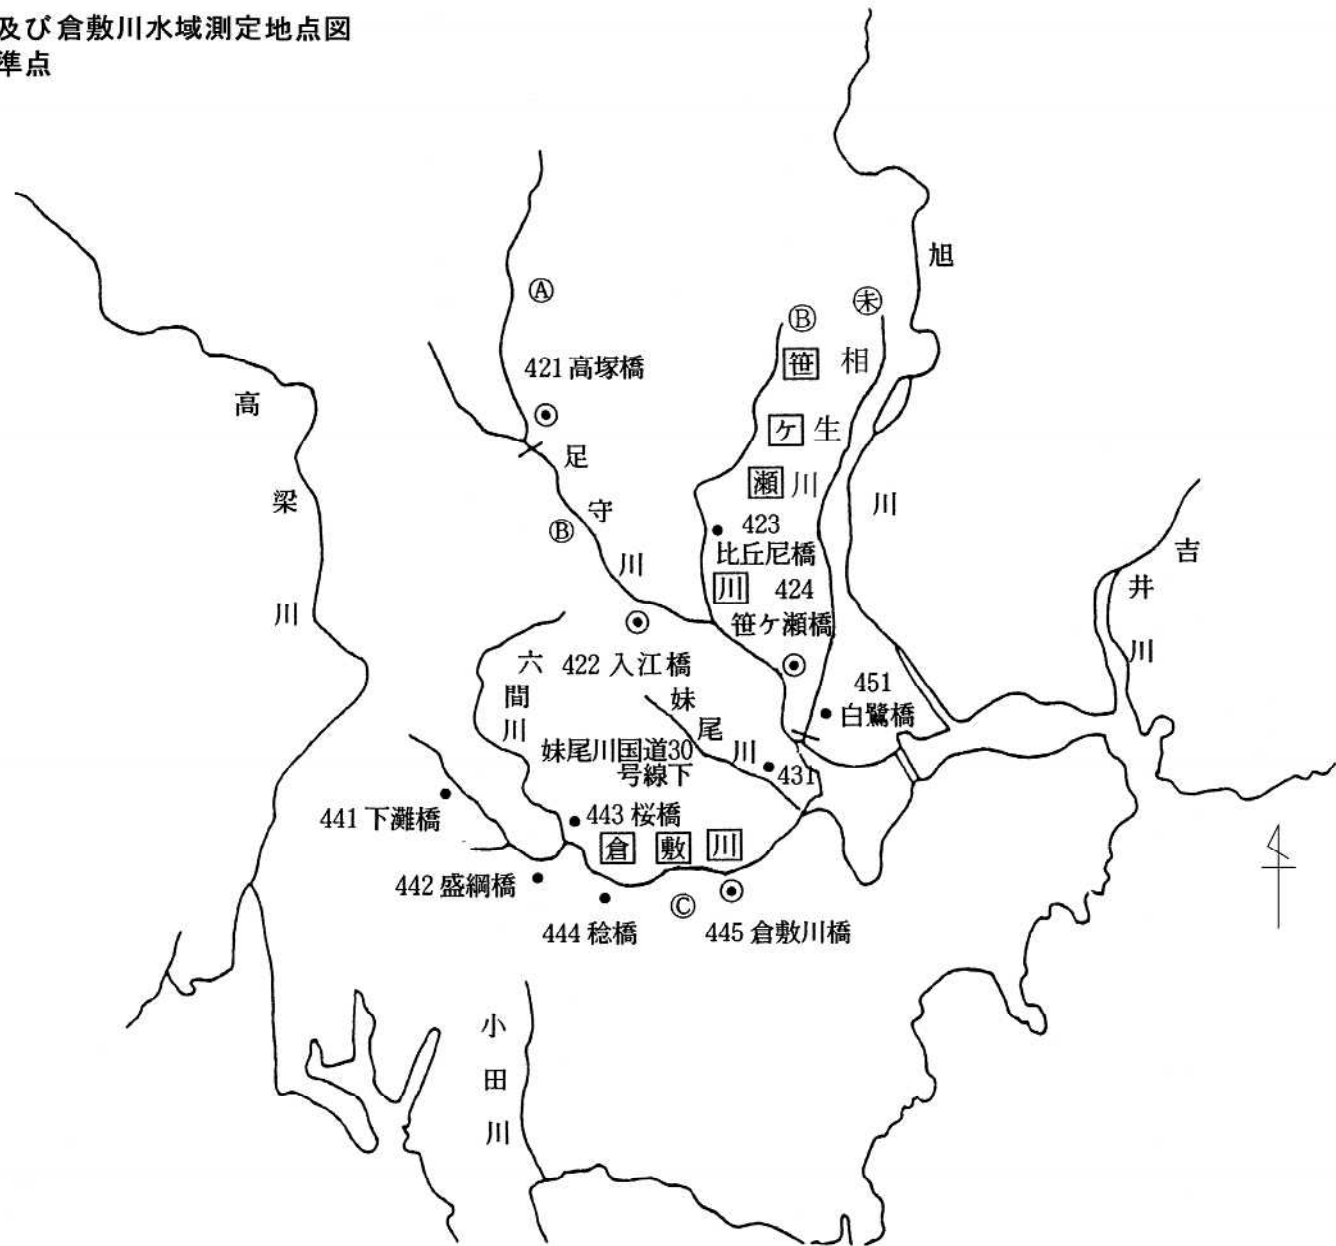 及び倉敷川水域測定地点図
準点
旭川
Ⓐ
Ⓑ
㊍
421 高塚橋
笹ケ瀬川
相生川
高梁川
足守川
Ⓑ
423
比丘尼橋
424
笹ケ瀬橋
吉井川
422 入江橋
六間川
妹尾川
451
白鷺橋
妹尾川国道30
号線下
431
441 下灘橋
443 桜橋
倉敷川
442 盛綱橋
444 稔橋
Ⓒ
445 倉敷川橋
小田川